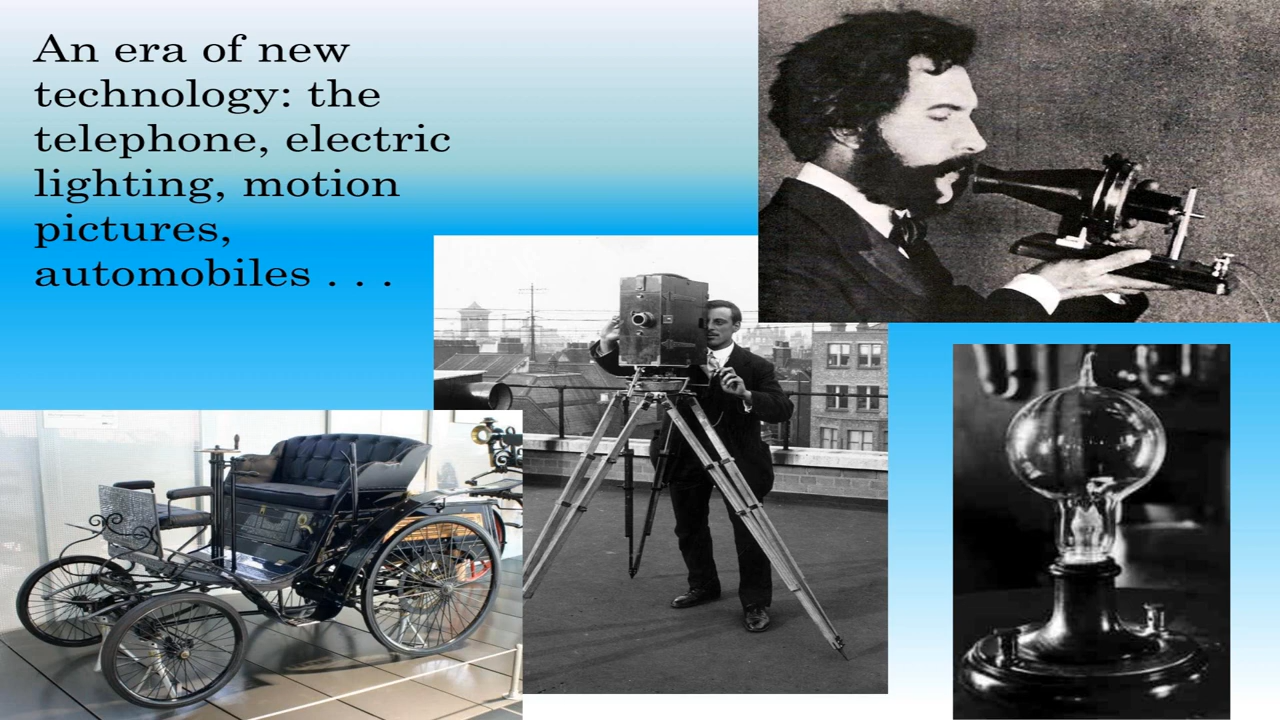 An era of new
technology: the
telephone, electric
lighting, motion
pictures,
automobiles . . .